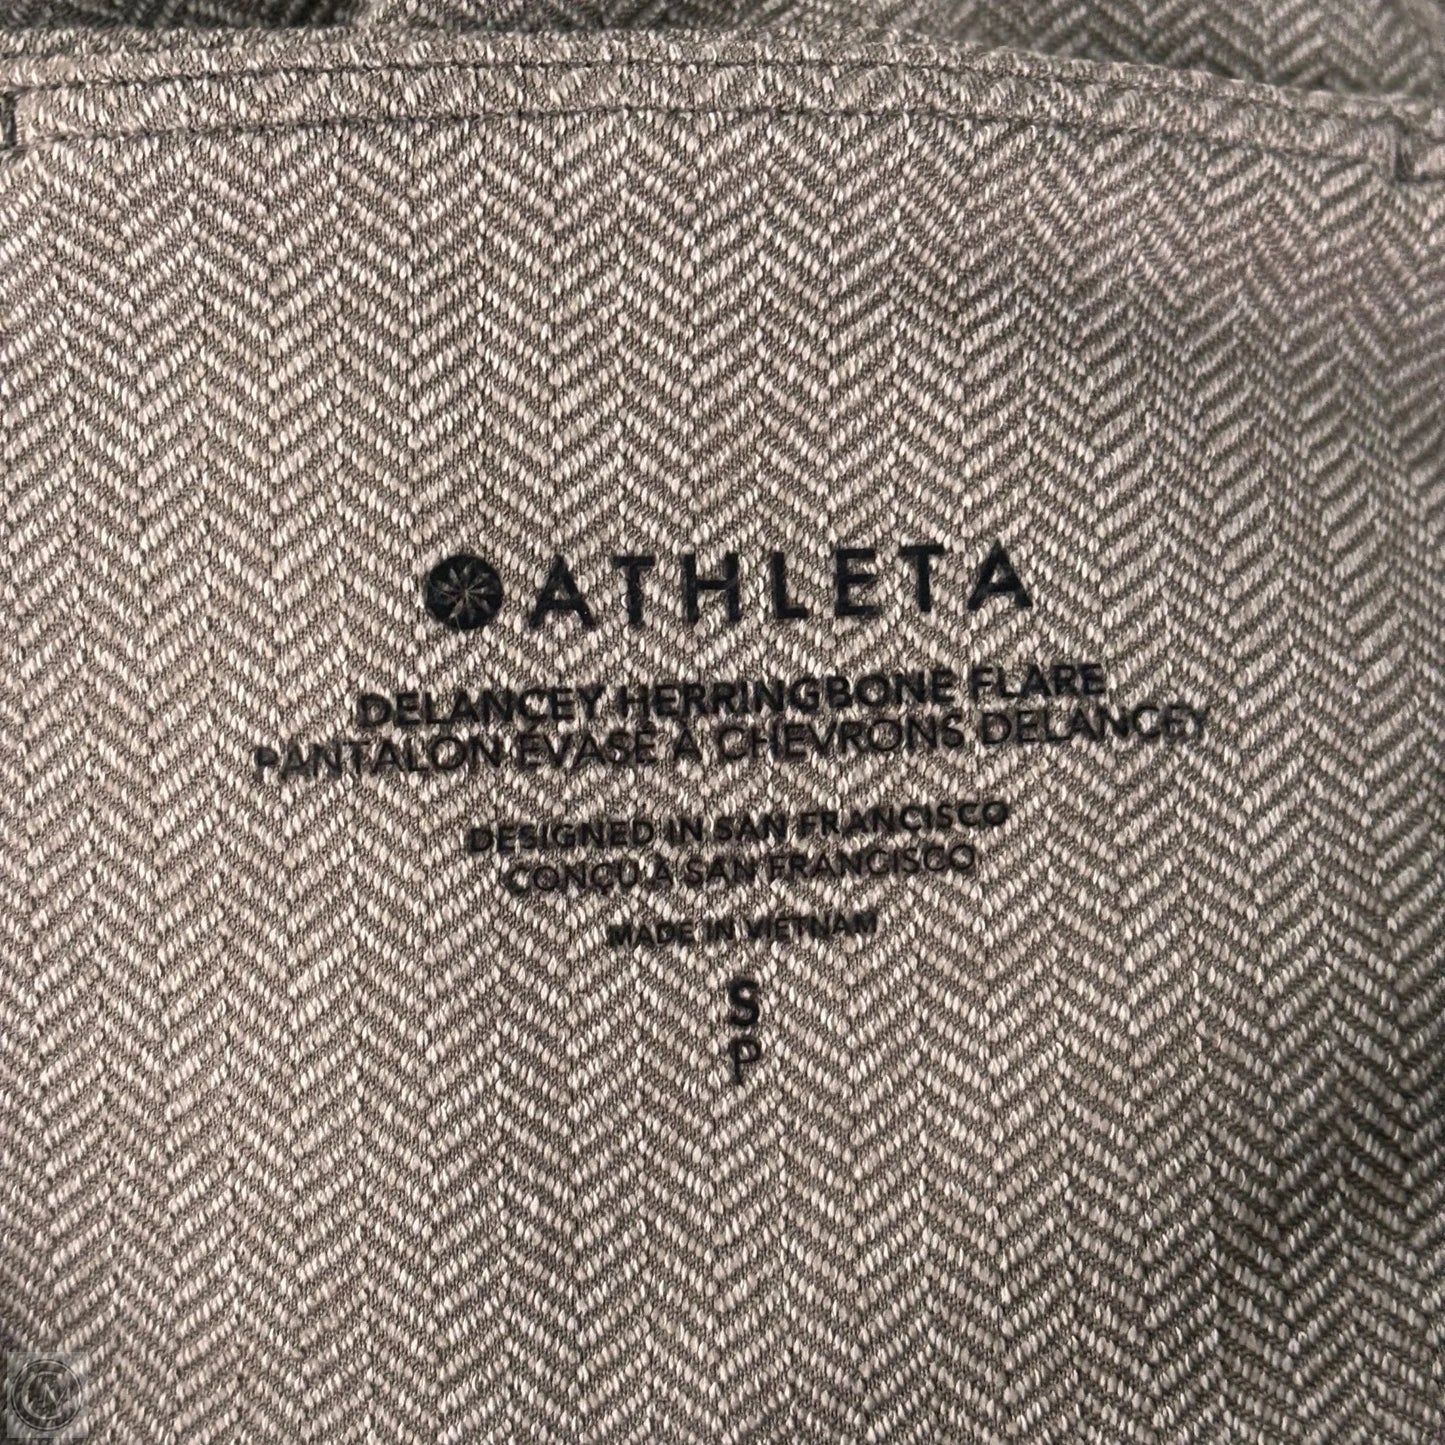 ATHLETA
DELANCEY HERRINGBONE FLARE
PANTALON ÉVASÉ À CHEVRONS DELANCEY
DESIGNED IN SAN FRANCISCO
CONÇU À SAN FRANCISCO
MADE IN VIETNAM
S
P